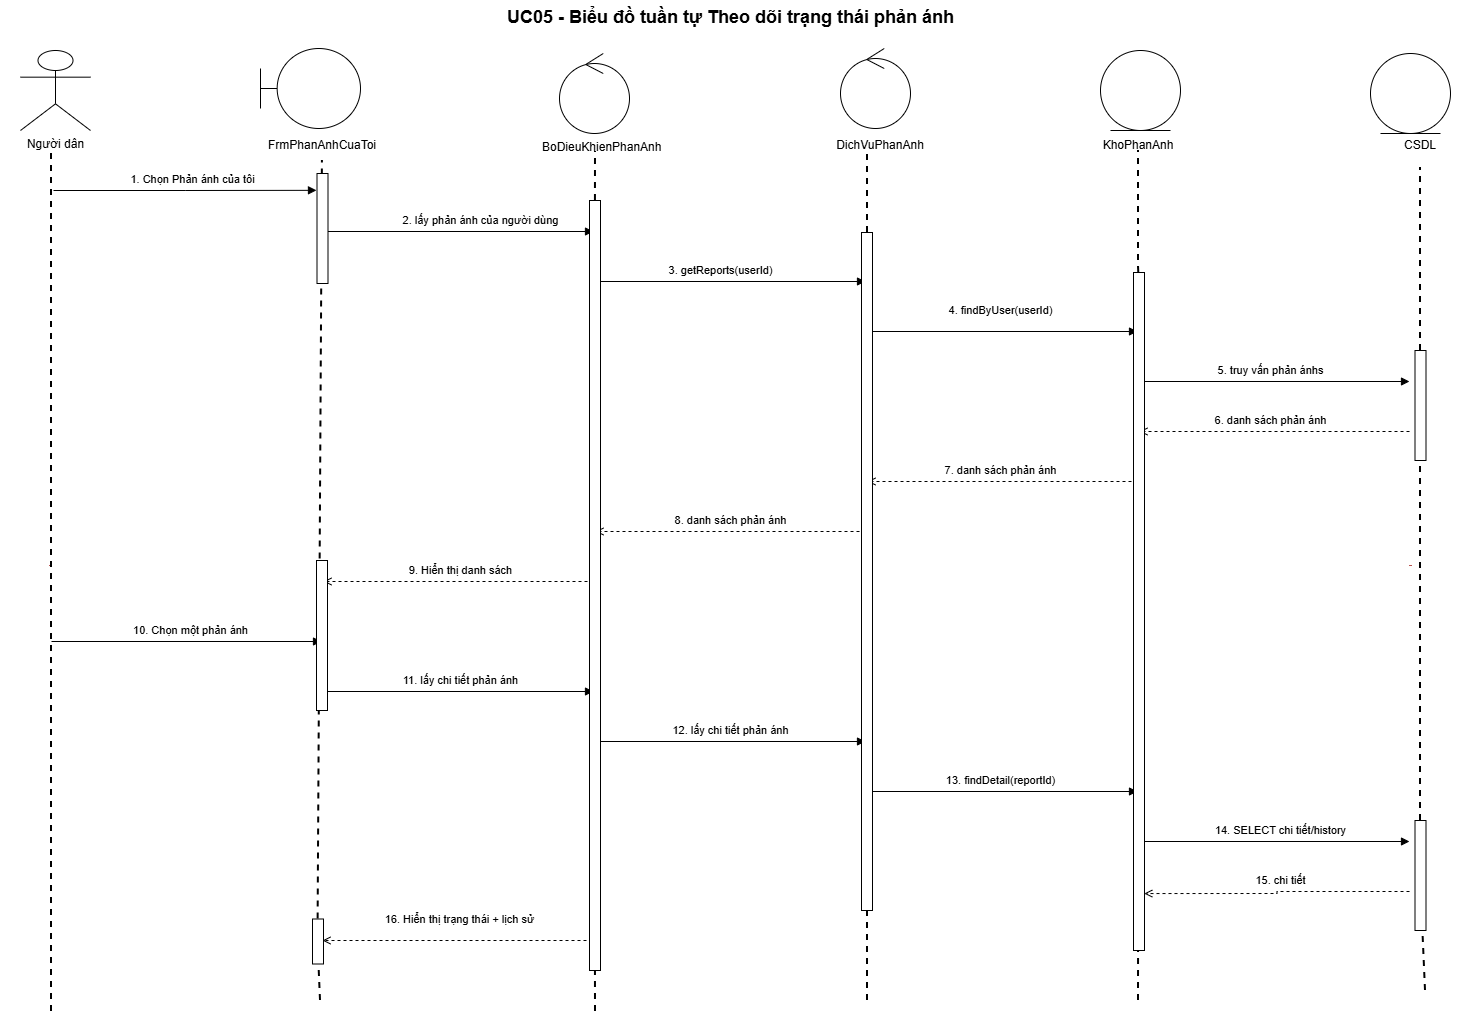 UC05 - Biểu đồ tuần tự Theo dõi trạng thái phản ánh
Người dân
FrmPhanAnhCuaToi
BoDieuKhienPhanAnh
DichVuPhanAnh
KhoPhanAnh
CSDL
1. Chọn Phản ánh của tôi
2. lấy phản ánh của người dùng
3. getReports(userId)
4. findByUser(userId)
5. truy vấn phản ánhs
6. danh sách phản ánh
7. danh sách phản ánh
8. danh sách phản ánh
9. Hiển thị danh sách
10. Chọn một phản ánh
11. lấy chi tiết phản ánh
12. lấy chi tiết phản ánh
13. findDetail(reportId)
14. SELECT chi tiết/history
15. chi tiết
16. Hiển thị trạng thái + lịch sử